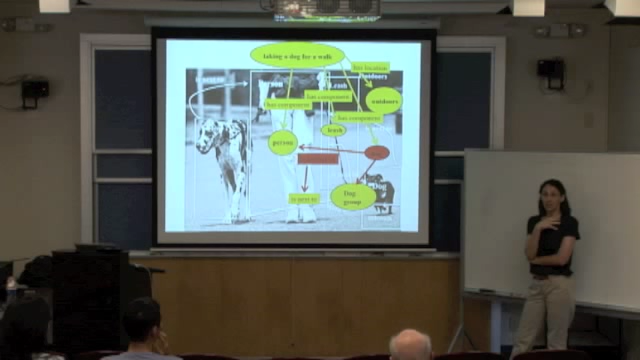 taking a dog for a walk
has location
outdoors
Leash
has component
has component
outdoors
has component
leash
person
Dog
Dog
group
is next to